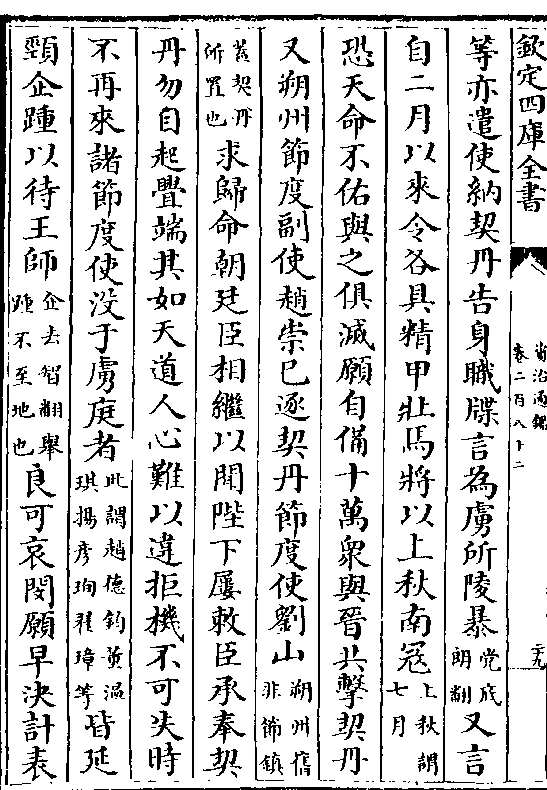 欽定四庫全書
資治通鑑
卷二百八十二
二十九
等亦遣使納契丹告身職牒言為虜所陵暴党底朗翻又言
自二月以來令各具精甲壯馬將以上秋南冦上秋謂七月
恐天命不佑與之俱滅願自備十萬衆與晉共擊契丹
又朔州節度副使趙崇已逐契丹節度使劉山朔州舊非節鎮
蓋契丹所置也求歸命朝廷臣相繼以聞陛下屢敕臣承奉契
丹勿自起釁端其如天道人心難以違拒機不可失時
不再來諸節度使没于虜庭者此謂趙德鈞董温琪楊彦珣翟璋等皆延
頸企踵以待王師企去智翻舉踵不至地也良可哀閔願早決計表